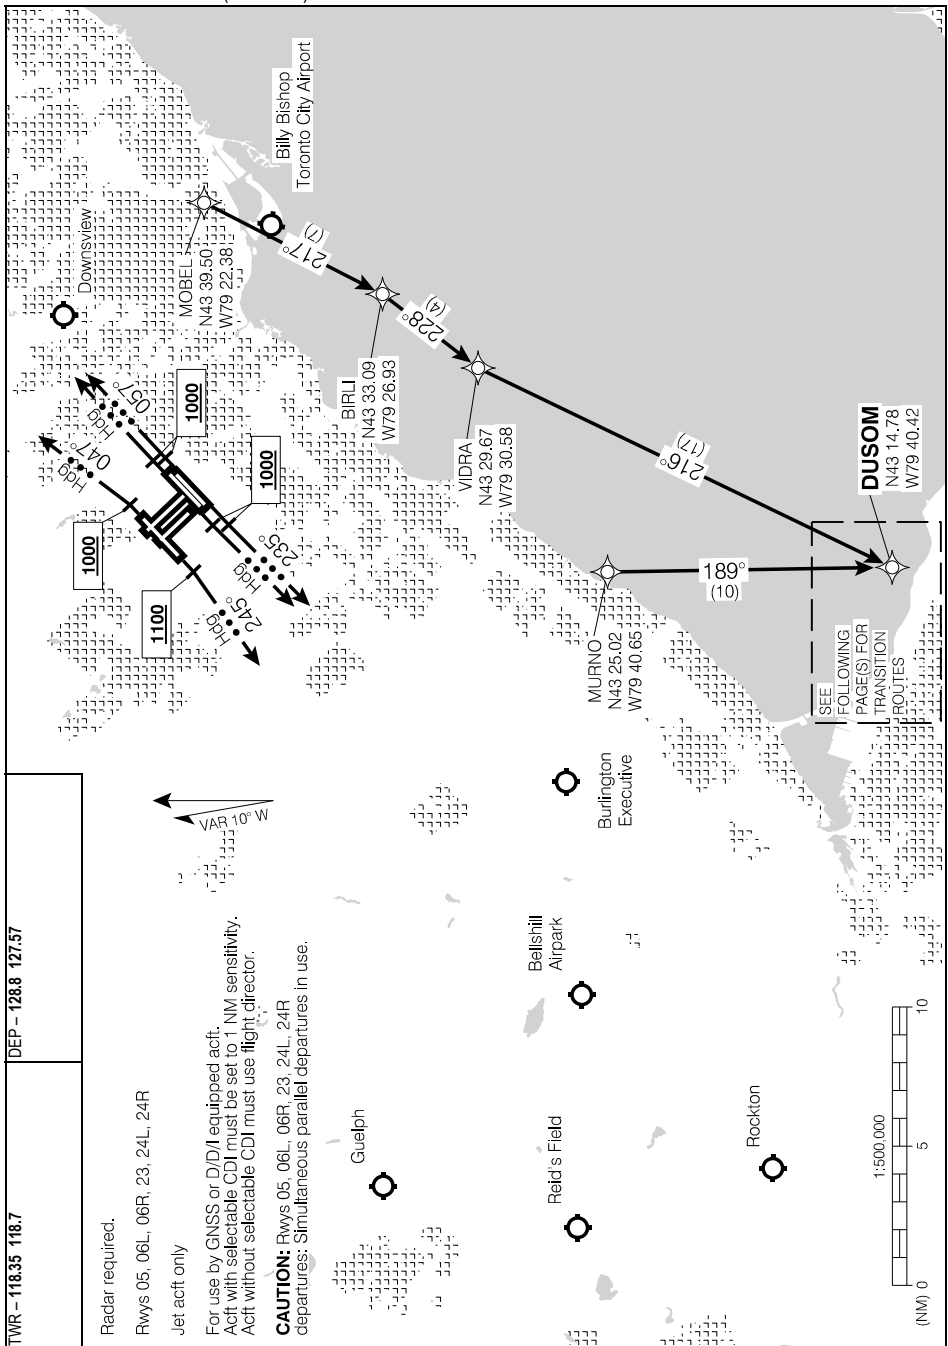 TWR – 118.35 118.7
DEP – 128.8 127.57
Radar required.
Rwys 05, 06L, 06R, 23, 24L, 24R
Jet acft only
For use by GNSS or D/D/I equipped acft.
Acft with selectable CDI must be set to 1 NM sensitivity.
Acft without selectable CDI must use flight director.
CAUTION: Rwys 05, 06L, 06R, 23, 24L, 24R
departures: Simultaneous parallel departures in use.
VAR 10° W
Downsview
Billy Bishop
Toronto City Airport
MOBEL
N43 39.50
W79 22.38
217°
(7)
BIRLI
N43 33.09
W79 26.93
228°
(4)
VIDRA
N43 29.67
W79 30.58
216°
(17)
DUSOM
N43 14.78
W79 40.42
MURNO
N43 25.02
W79 40.65
189°
(10)
SEE
FOLLOWING
PAGE(S) FOR
TRANSITION
ROUTES
1000
1000
1000
1100
Hdg 047°
Hdg 057°
Hdg 235°
Hdg 245°
Burlington
Executive
Bellshill
Airpark
Guelph
Reid's Field
Rockton
1:500,000
(NM) 0
5
10